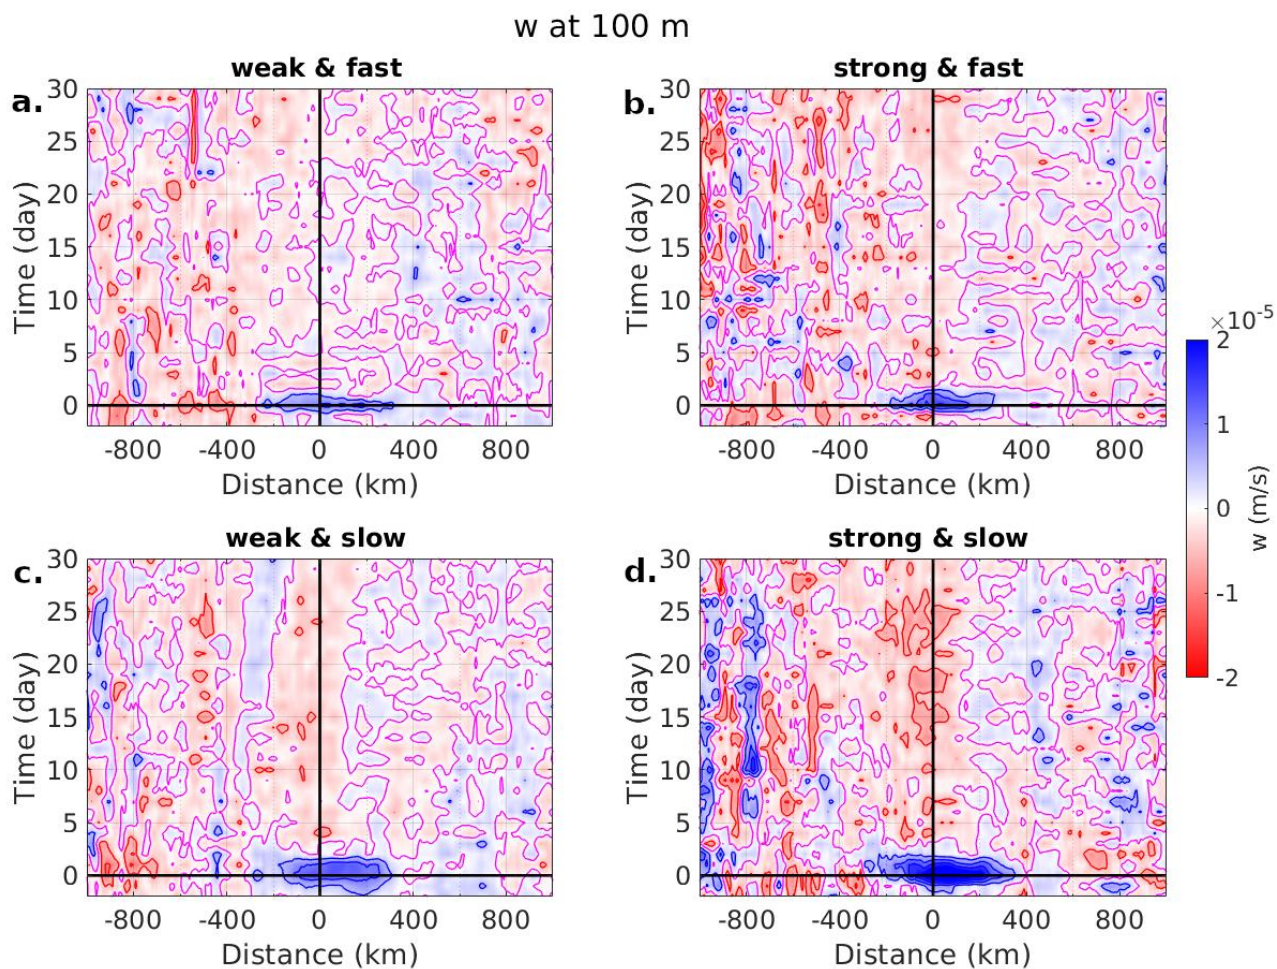 w at 100 m
weak & fast
a.
30
25
20
15
10
5
0
Time (day)
-800 -400 0 400 800
Distance (km)
strong & fast
b.
30
25
20
15
10
5
0
Time (day)
-800 -400 0 400 800
Distance (km)
weak & slow
c.
30
25
20
15
10
5
0
Time (day)
-800 -400 0 400 800
Distance (km)
strong & slow
d.
30
25
20
15
10
5
0
Time (day)
-800 -400 0 400 800
Distance (km)
×10⁻⁵
2
1
0
-1
-2
w (m/s)